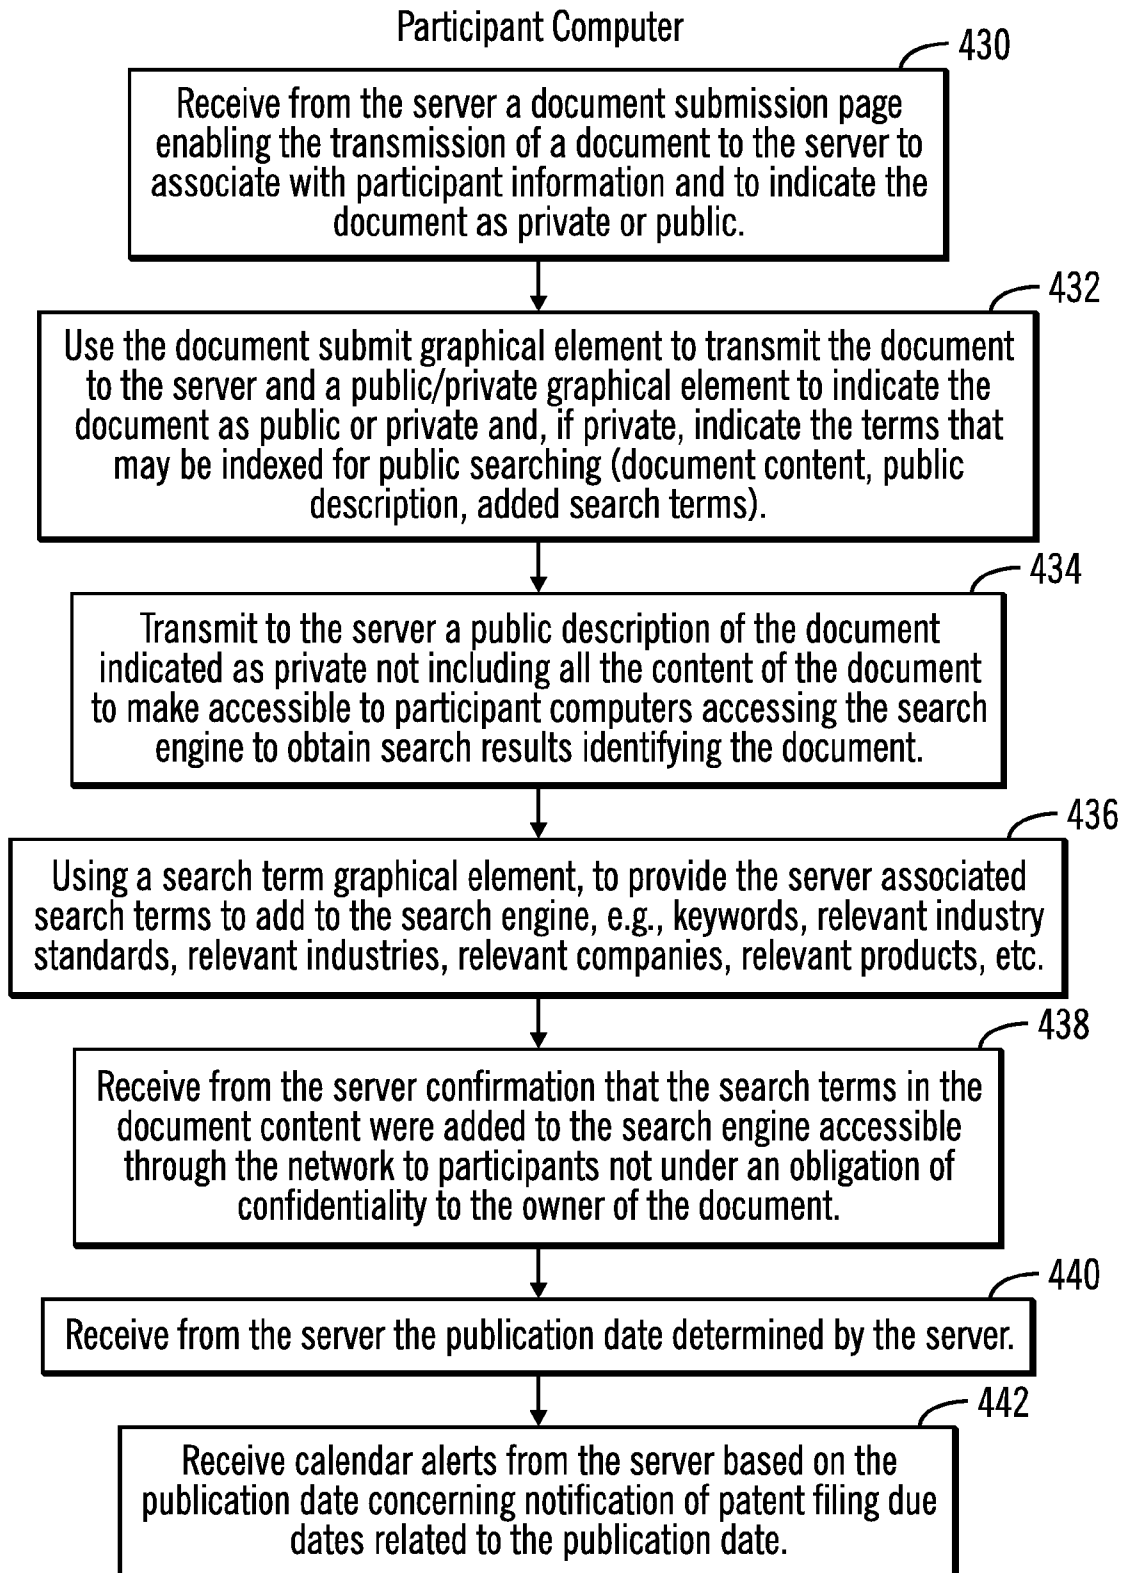 Participant Computer
430
Receive from the server a document submission page
enabling the transmission of a document to the server to
associate with participant information and to indicate the
document as private or public.
432
Use the document submit graphical element to transmit the document
to the server and a public/private graphical element to indicate the
document as public or private and, if private, indicate the terms that
may be indexed for public searching (document content, public
description, added search terms).
434
Transmit to the server a public description of the document
indicated as private not including all the content of the document
to make accessible to participant computers accessing the search
engine to obtain search results identifying the document.
436
Using a search term graphical element, to provide the server associated
search terms to add to the search engine, e.g., keywords, relevant industry
standards, relevant industries, relevant companies, relevant products, etc.
438
Receive from the server confirmation that the search terms in the
document content were added to the search engine accessible
through the network to participants not under an obligation of
confidentiality to the owner of the document.
440
Receive from the server the publication date determined by the server.
442
Receive calendar alerts from the server based on the
publication date concerning notification of patent filing due
dates related to the publication date.